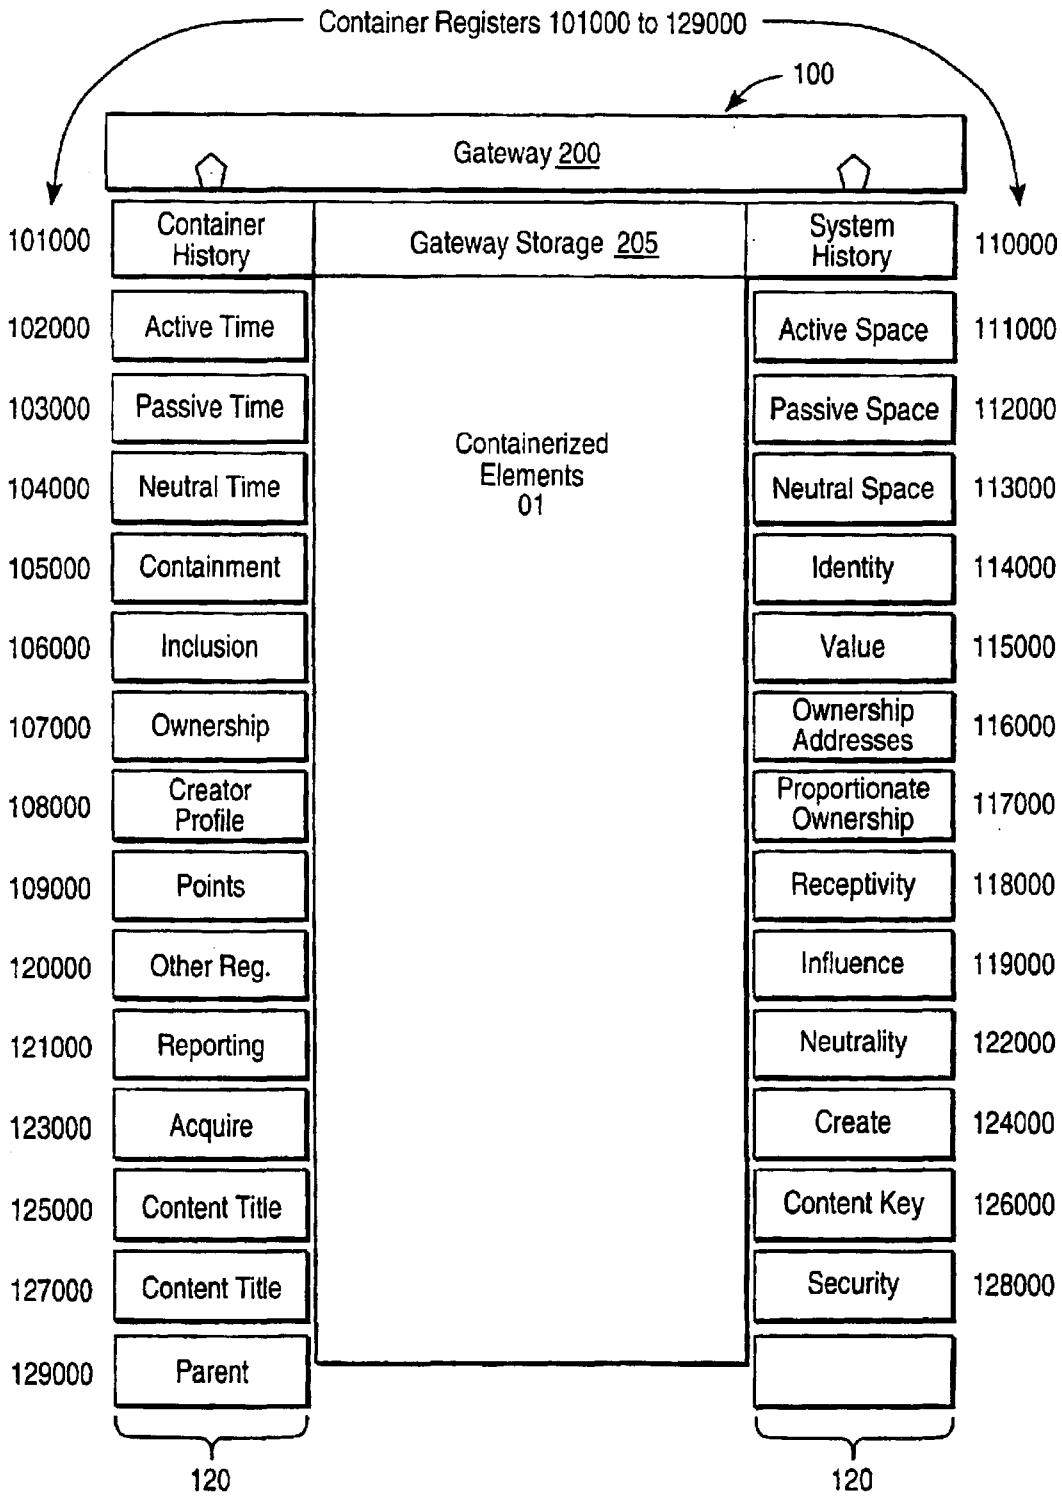 Container Registers 101000 to 129000
100
Gateway 200
101000
Container
History
Gateway Storage 205
System
History
110000
102000
Active Time
Active Space
111000
103000
Passive Time
Passive Space
112000
Containerized
Elements
01
104000
Neutral Time
Neutral Space
113000
105000
Containment
Identity
114000
106000
Inclusion
Value
115000
107000
Ownership
Ownership
Addresses
116000
108000
Creator
Profile
Proportionate
Ownership
117000
109000
Points
Receptivity
118000
120000
Other Reg.
Influence
119000
121000
Reporting
Neutrality
122000
123000
Acquire
Create
124000
125000
Content Title
Content Key
126000
127000
Content Title
Security
128000
129000
Parent
120
120